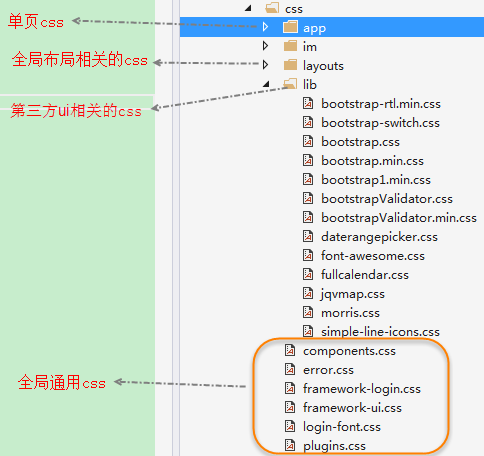 css
单页css
app
im
全局布局相关的css
layouts
lib
第三方ui相关的css
bootstrap-rtl.min.css
bootstrap-switch.css
bootstrap.css
bootstrap.min.css
bootstrap1.min.css
bootstrapValidator.css
bootstrapValidator.min.css
daterangepicker.css
font-awesome.css
fullcalendar.css
jqvmap.css
morris.css
simple-line-icons.css
components.css
error.css
全局通用css
framework-login.css
framework-ui.css
login-font.css
plugins.css